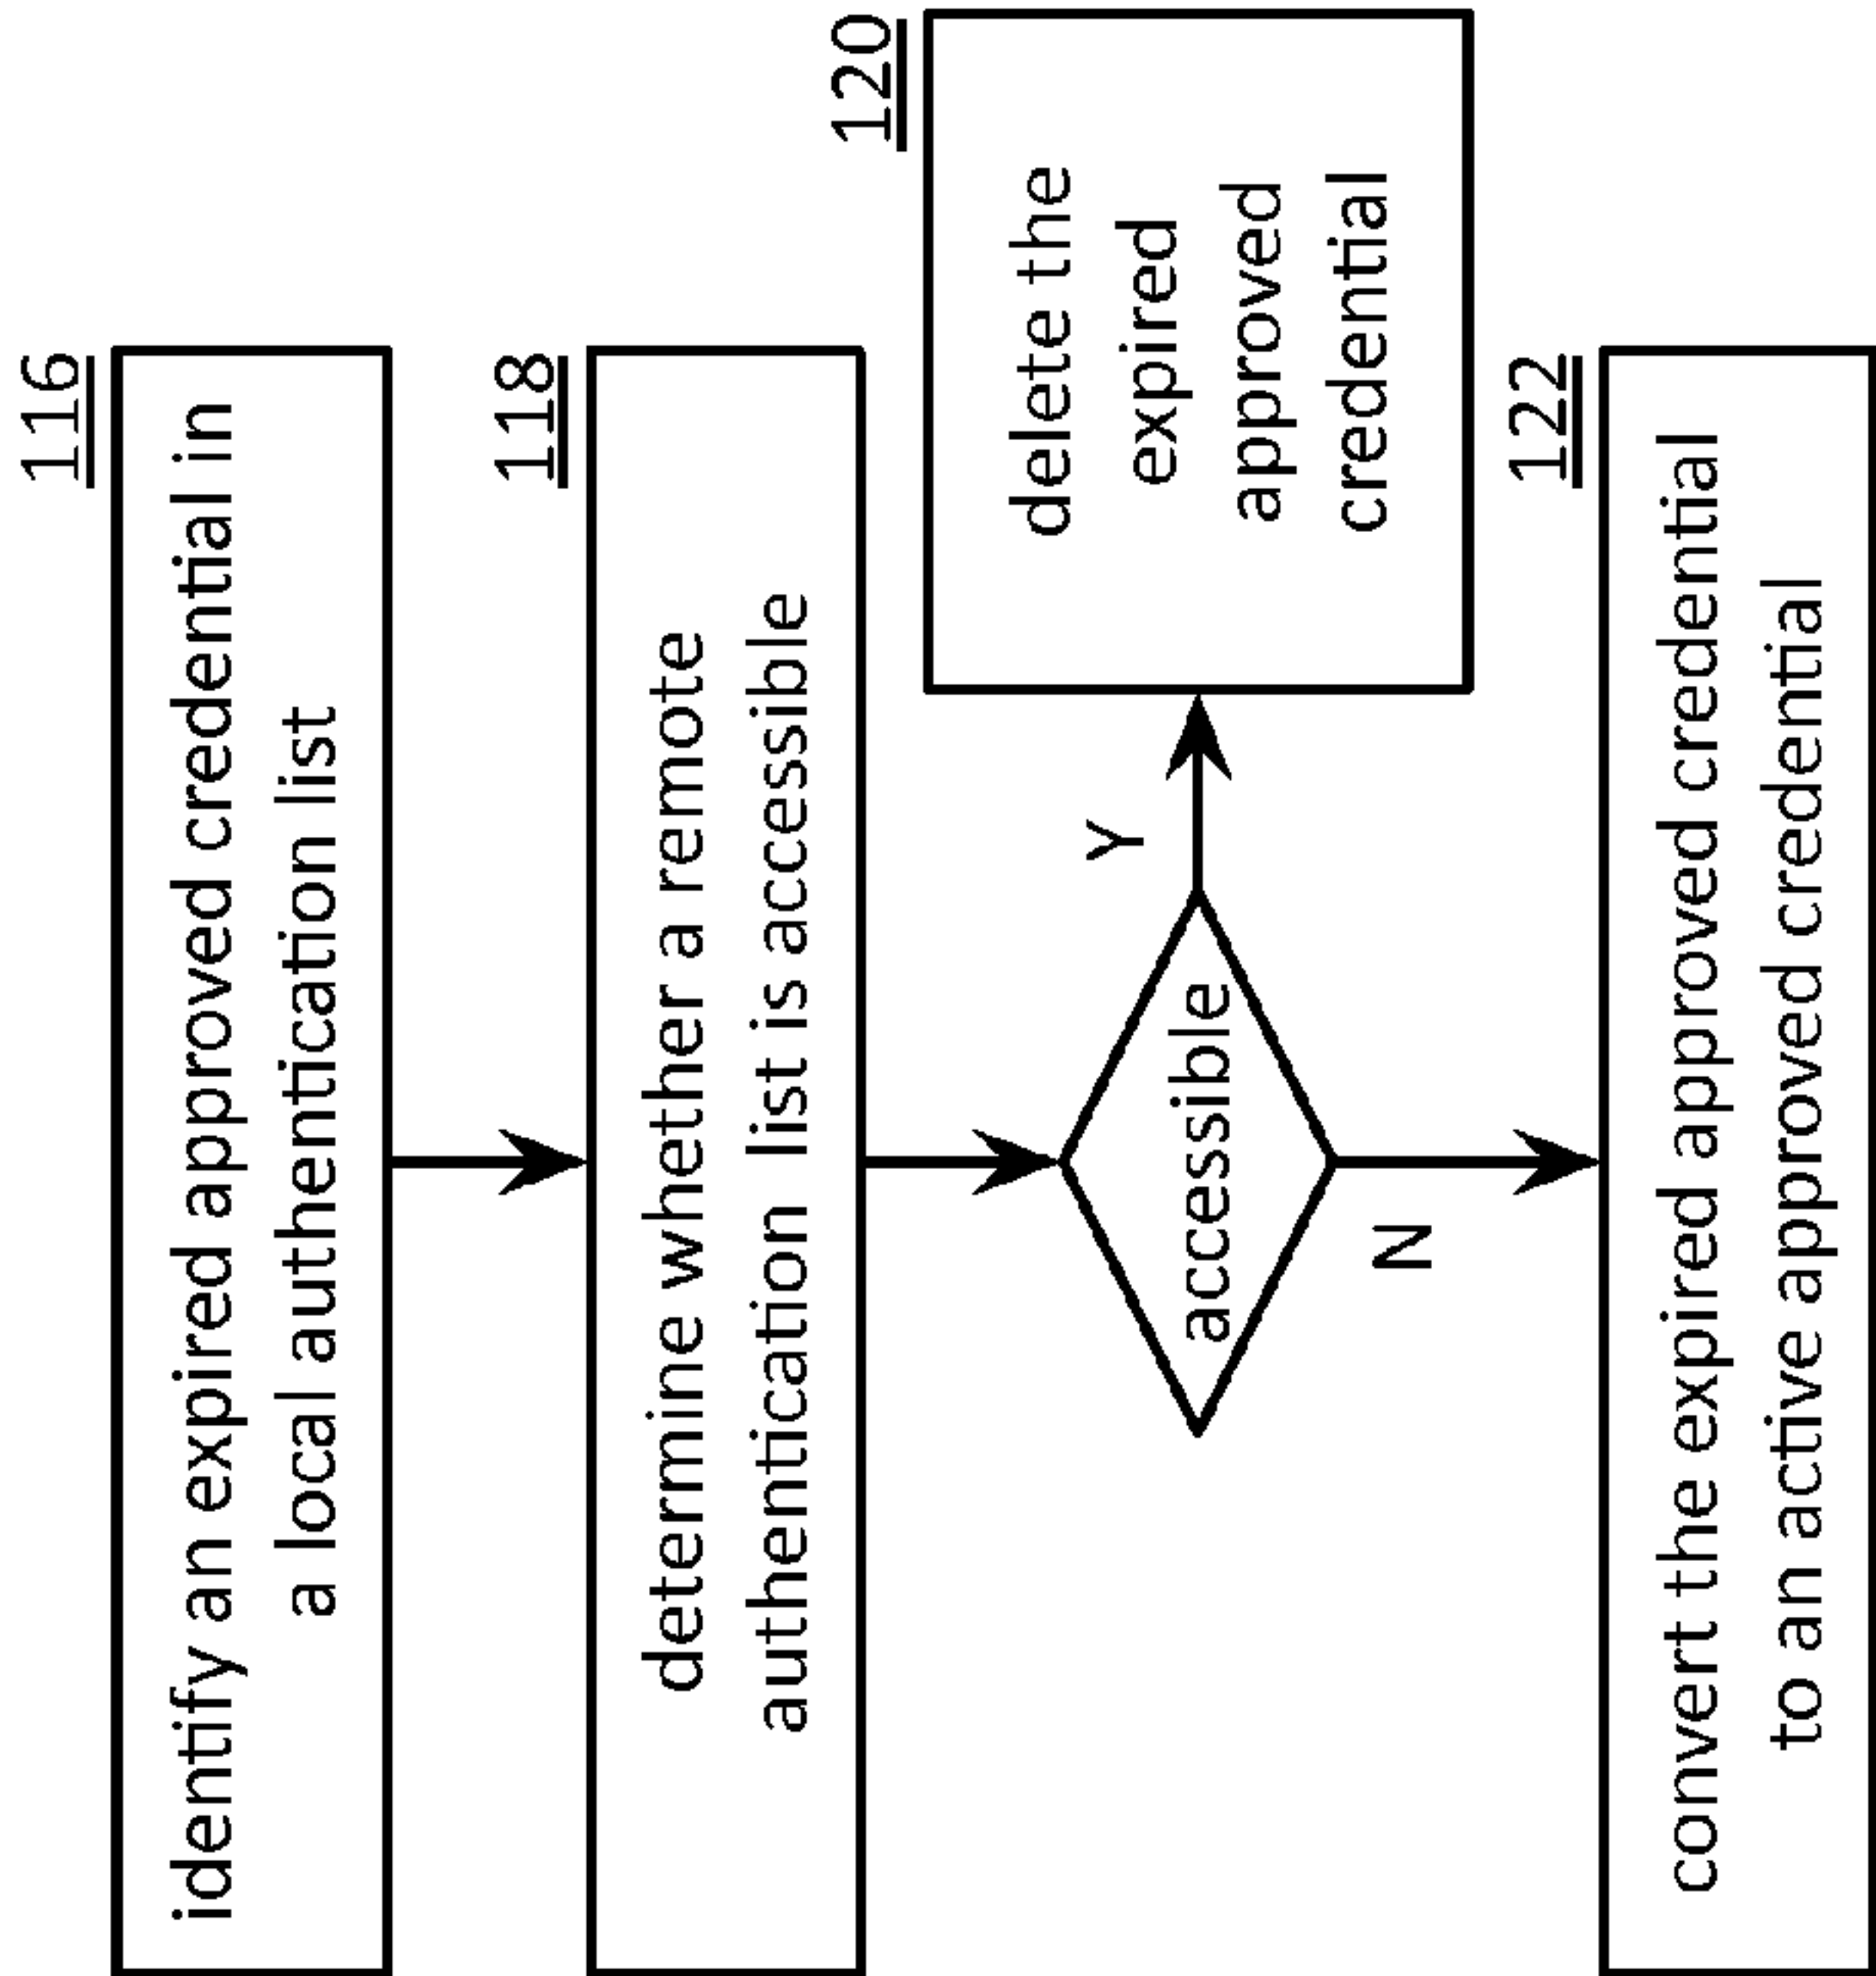 116
identify an expired approved credential in
a local authentication list
118
determine whether a remote
authentication list is accessible
accessible
Y
120
delete the
expired
approved
credential
N
122
convert the expired approved credential
to an active approved credential